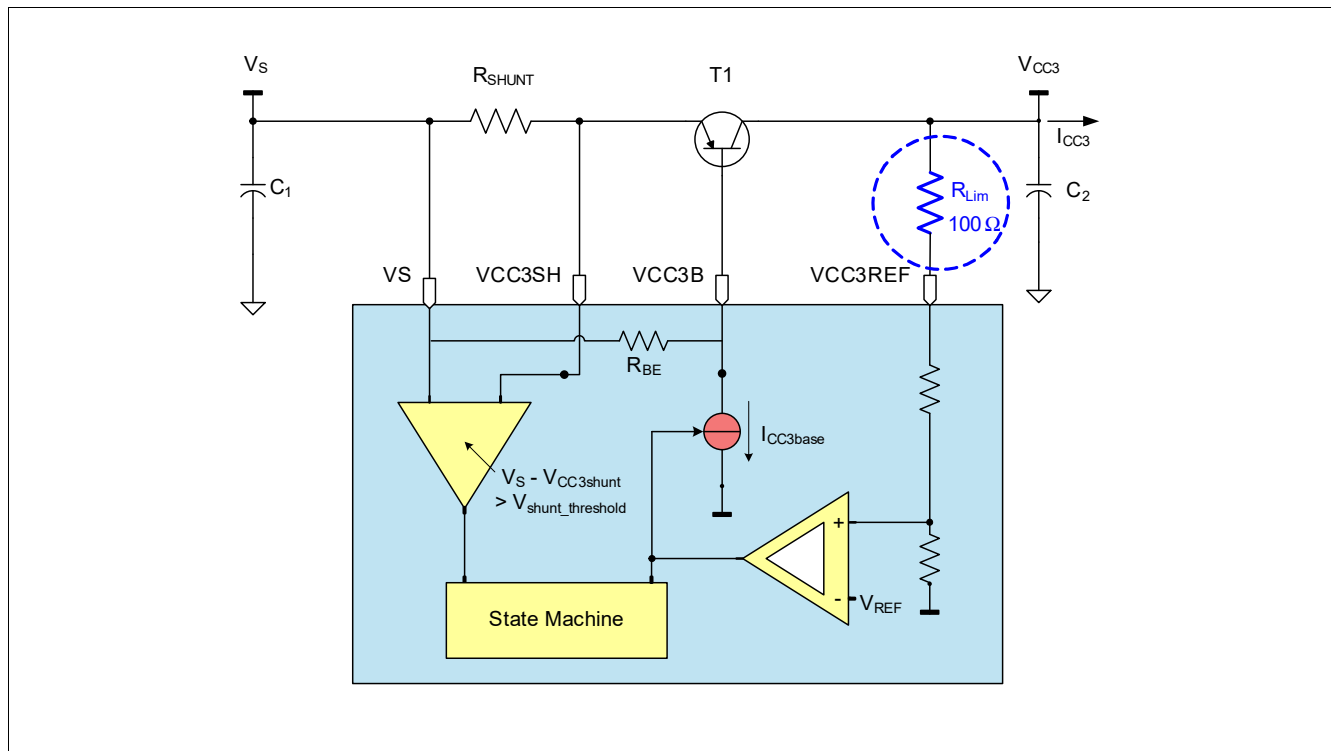 VS
RSHUNT
T1
VCC3
ICC3
C1
RLim
100 Ω
C2
VS
VCC3SH
VCC3B
VCC3REF
RBE
ICC3base
VS - VCC3shunt
> Vshunt_threshold
+
-
VREF
State Machine